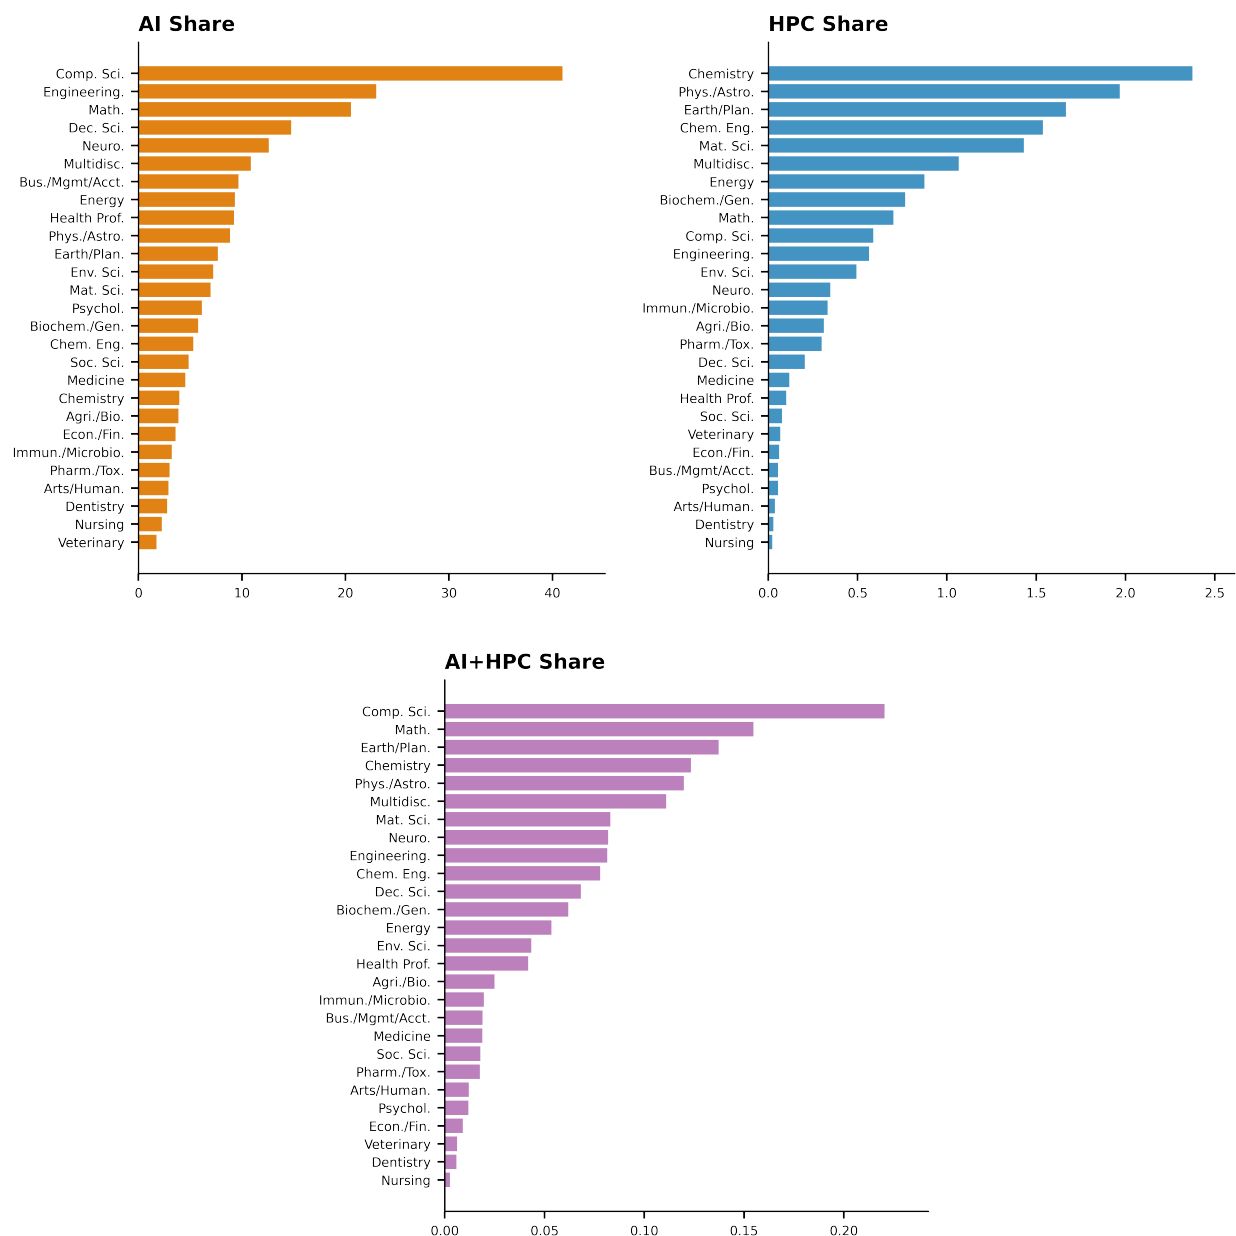 AI Share
Comp. Sci.
Engineering.
Math.
Dec. Sci.
Neuro.
Multidisc.
Bus./Mgmt/Acct.
Energy
Health Prof.
Phys./Astro.
Earth/Plan.
Env. Sci.
Mat. Sci.
Psychol.
Biochem./Gen.
Chem. Eng.
Soc. Sci.
Medicine
Chemistry
Agri./Bio.
Econ./Fin.
Immun./Microbio.
Pharm./Tox.
Arts/Human.
Dentistry
Nursing
Veterinary
0 10 20 30 40
HPC Share
Chemistry
Phys./Astro.
Earth/Plan.
Chem. Eng.
Mat. Sci.
Multidisc.
Energy
Biochem./Gen.
Math.
Comp. Sci.
Engineering.
Env. Sci.
Neuro.
Immun./Microbio.
Agri./Bio.
Pharm./Tox.
Dec. Sci.
Medicine
Health Prof.
Soc. Sci.
Veterinary
Econ./Fin.
Bus./Mgmt/Acct.
Psychol.
Arts/Human.
Dentistry
Nursing
0.0 0.5 1.0 1.5 2.0 2.5
AI+HPC Share
Comp. Sci.
Math.
Earth/Plan.
Chemistry
Phys./Astro.
Multidisc.
Mat. Sci.
Neuro.
Engineering.
Chem. Eng.
Dec. Sci.
Biochem./Gen.
Energy
Env. Sci.
Health Prof.
Agri./Bio.
Immun./Microbio.
Bus./Mgmt/Acct.
Medicine
Soc. Sci.
Pharm./Tox.
Arts/Human.
Psychol.
Econ./Fin.
Veterinary
Dentistry
Nursing
0.00 0.05 0.10 0.15 0.20